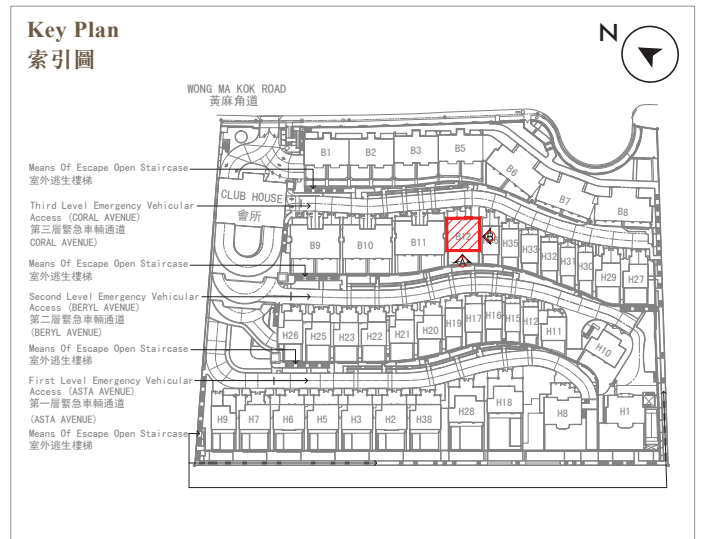 Key Plan
索引圖
N
WONG MA KOK ROAD
黃麻角道
B1
B2
B3
B5
B6
B7
B8
Means Of Escape Open Staircase
室外逃生樓梯
CLUB HOUSE
會所
Third Level Emergency Vehicular
Access (CORAL AVENUE)
第三層緊急車輛通道
CORAL AVENUE)
B9
B10
B11
B12
B
A
H35
H33
H32
H31
H30
H29
H27
Means Of Escape Open Staircase
室外逃生樓梯
Second Level Emergency Vehicular
Access (BERYL AVENUE)
第二層緊急車輛通道
(BERYL AVENUE)
H26
H25
H23
H22
H21
H20
H19
H17
H16
H15
H12
H11
H10
Means Of Escape Open Staircase
室外逃生樓梯
First Level Emergency Vehicular
Access (ASTA AVENUE)
第一層緊急車輛通道
(ASTA AVENUE)
H9
H7
H6
H5
H3
H2
H38
H28
H18
H8
H1
Means Of Escape Open Staircase
室外逃生樓梯